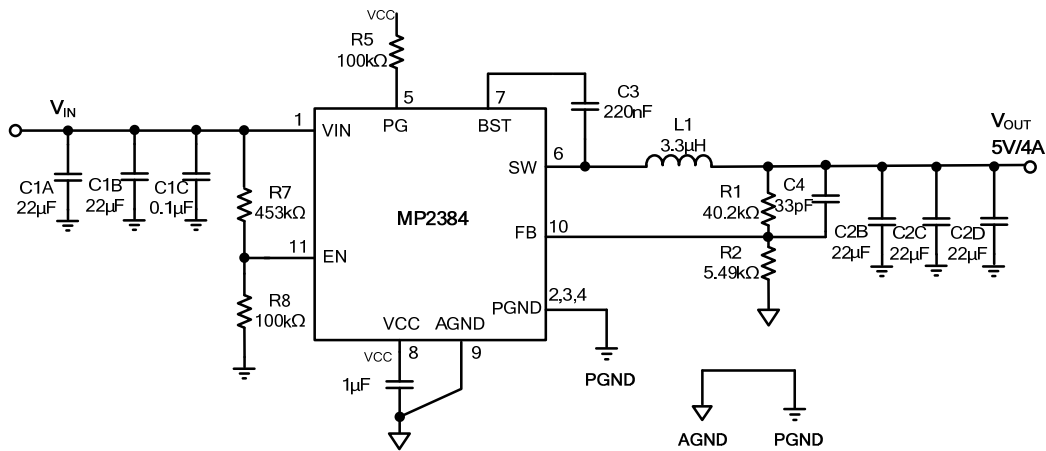 VCC
R5
100kΩ
5
7
C3
220nF
VIN
1
VIN
PG
BST
L1
3.3µH
VOUT
5V/4A
6
SW
C1A
22µF
C1B
22µF
C1C
0.1µF
R7
453kΩ
MP2384
R1
40.2kΩ
C4
33pF
FB
10
C2B
22µF
C2C
22µF
C2D
22µF
11
EN
R2
5.49kΩ
R8
100kΩ
2,3,4
PGND
VCC
AGND
VCC
8
9
1µF
PGND
AGND
PGND